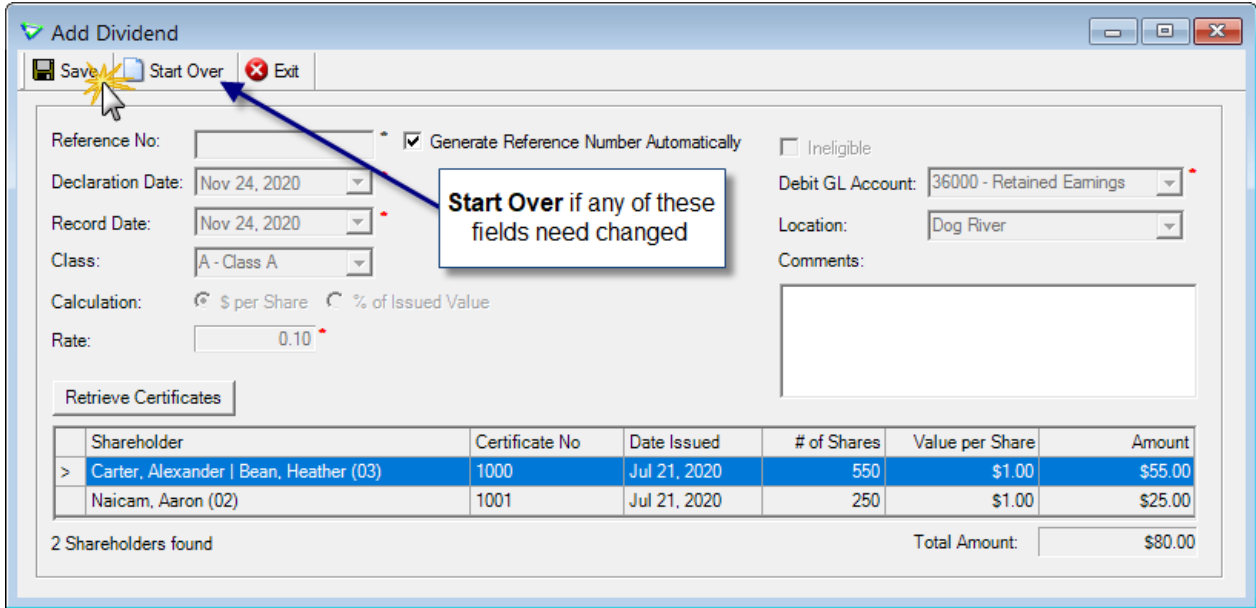 Add Dividend
Save Start Over Exit
Reference No: * Generate Reference Number Automatically Ineligible
Declaration Date: Nov 24, 2020 * Debit GL Account: 36000 - Retained Earnings *
Record Date: Nov 24, 2020 * Location: Dog River
Class: A - Class A Comments:
Start Over if any of these
fields need changed
Calculation: $ per Share % of Issued Value
Rate: 0.10 *
Retrieve Certificates
Shareholder Certificate No Date Issued # of Shares Value per Share Amount
> Carter, Alexander | Bean, Heather (03) 1000 Jul 21, 2020 550 $1.00 $55.00
Naicam, Aaron (02) 1001 Jul 21, 2020 250 $1.00 $25.00
2 Shareholders found Total Amount: $80.00